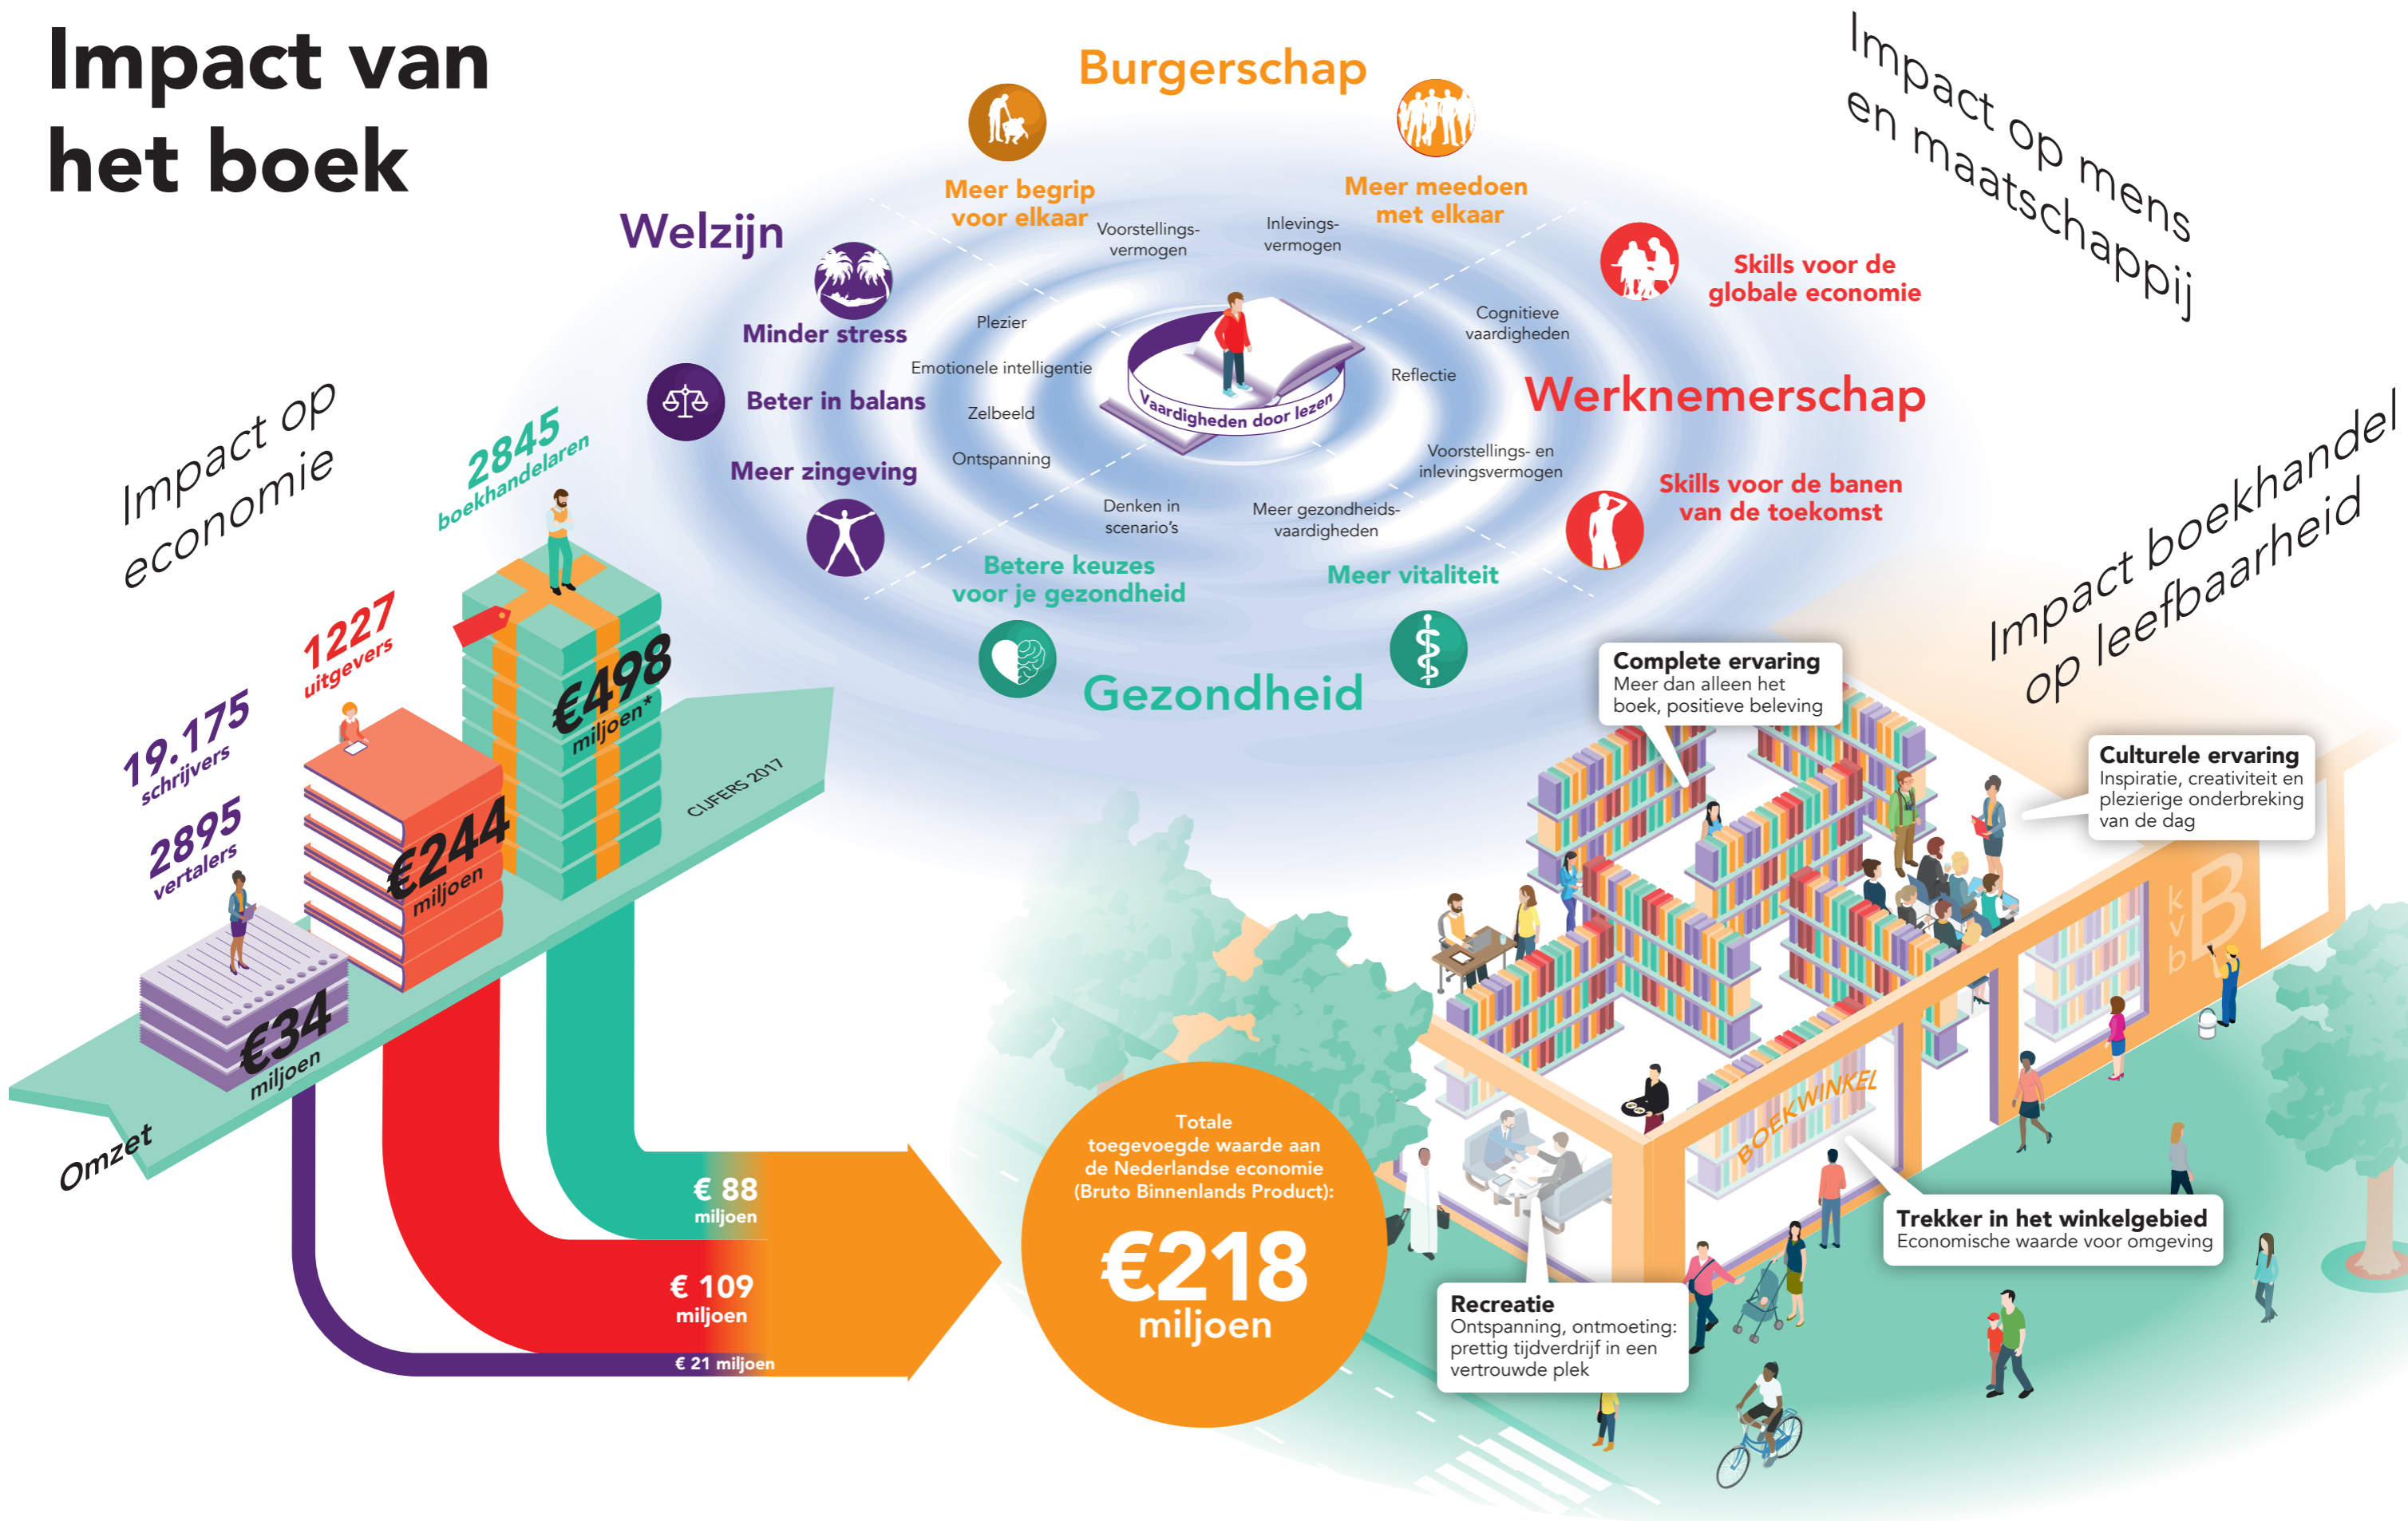 Impact van
het boek
Impact op
economie
19.175
schrijvers
2895
vertalers
1227
uitgevers
2845
boekhandelaren
€34
miljoen
€244
miljoen
€498
miljoen*
CIJFERS 2017
Omzet
€ 88
miljoen
€ 109
miljoen
€ 21 miljoen
Totale
toegevoegde waarde aan
de Nederlandse economie
(Bruto Binnenlands Product):
€218
miljoen
Impact op mens
en maatschappij
Burgerschap
Meer begrip
voor elkaar
Meer meedoen
met elkaar
Voorstellings-
vermogen
Inlevings-
vermogen
Welzijn
Minder stress
Beter in balans
Meer zingeving
Plezier
Emotionele intelligentie
Zelbeeld
Ontspanning
Vaardigheden door lezen
Werknemerschap
Skills voor de
globale economie
Skills voor de banen
van de toekomst
Cognitieve
vaardigheden
Reflectie
Voorstellings- en
inlevingsvermogen
Denken in
scenario's
Meer gezondheids-
vaardigheden
Betere keuzes
voor je gezondheid
Meer vitaliteit
Gezondheid
Impact boekhandel
op leefbaarheid
Complete ervaring
Meer dan alleen het
boek, positieve beleving
Culturele ervaring
Inspiratie, creativiteit en
plezierige onderbreking
van de dag
kvb
B
BOEKWINKEL
Trekker in het winkelgebied
Economische waarde voor omgeving
Recreatie
Ontspanning, ontmoeting:
prettig tijdverdrijf in een
vertrouwde plek